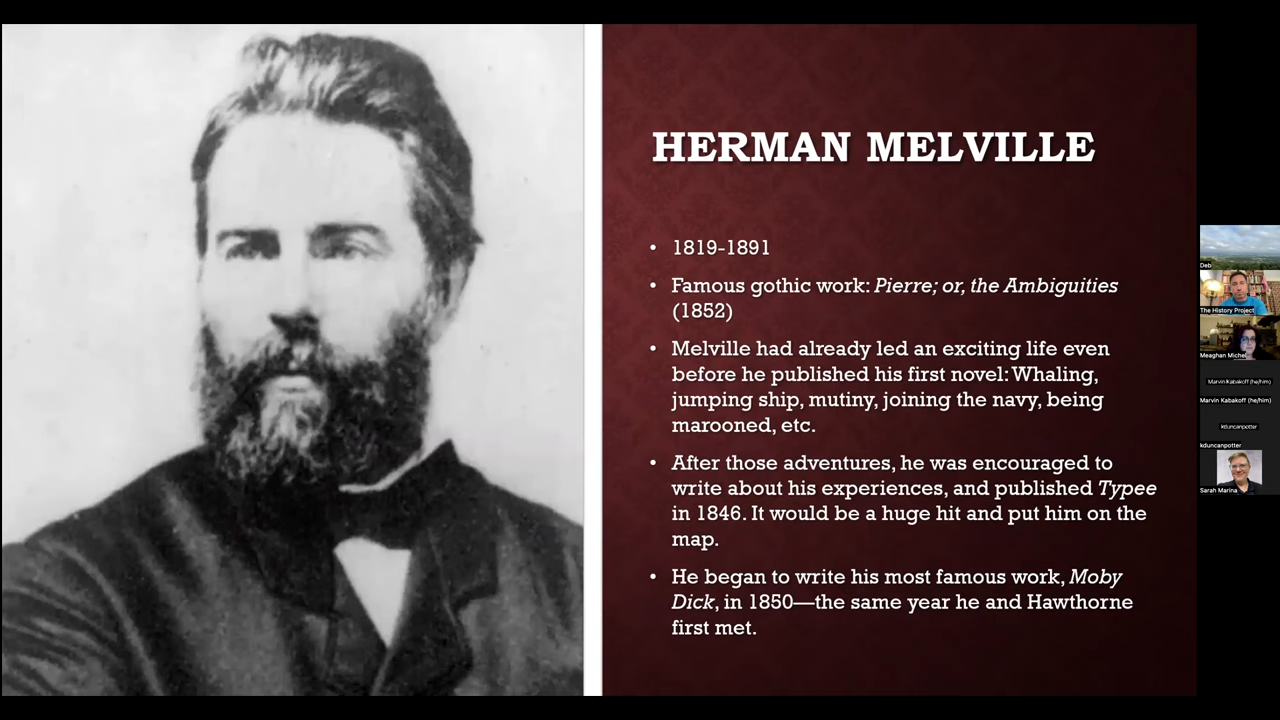 HERMAN MELVILLE
• 1819-1891
• Famous gothic work: Pierre; or, the Ambiguities
(1852)
• Melville had already led an exciting life even
before he published his first novel: Whaling,
jumping ship, mutiny, joining the navy, being
marooned, etc.
• After those adventures, he was encouraged to
write about his experiences, and published Typee
in 1846. It would be a huge hit and put him on the
map.
• He began to write his most famous work, Moby
Dick, in 1850—the same year he and Hawthorne
first met.
Deb
The History Project
Meaghan Michel
Marvin Kabakoff (he/him)
Marvin Kabakoff (he/him)
kduncanpotter
kduncanpotter
Sarah Marina